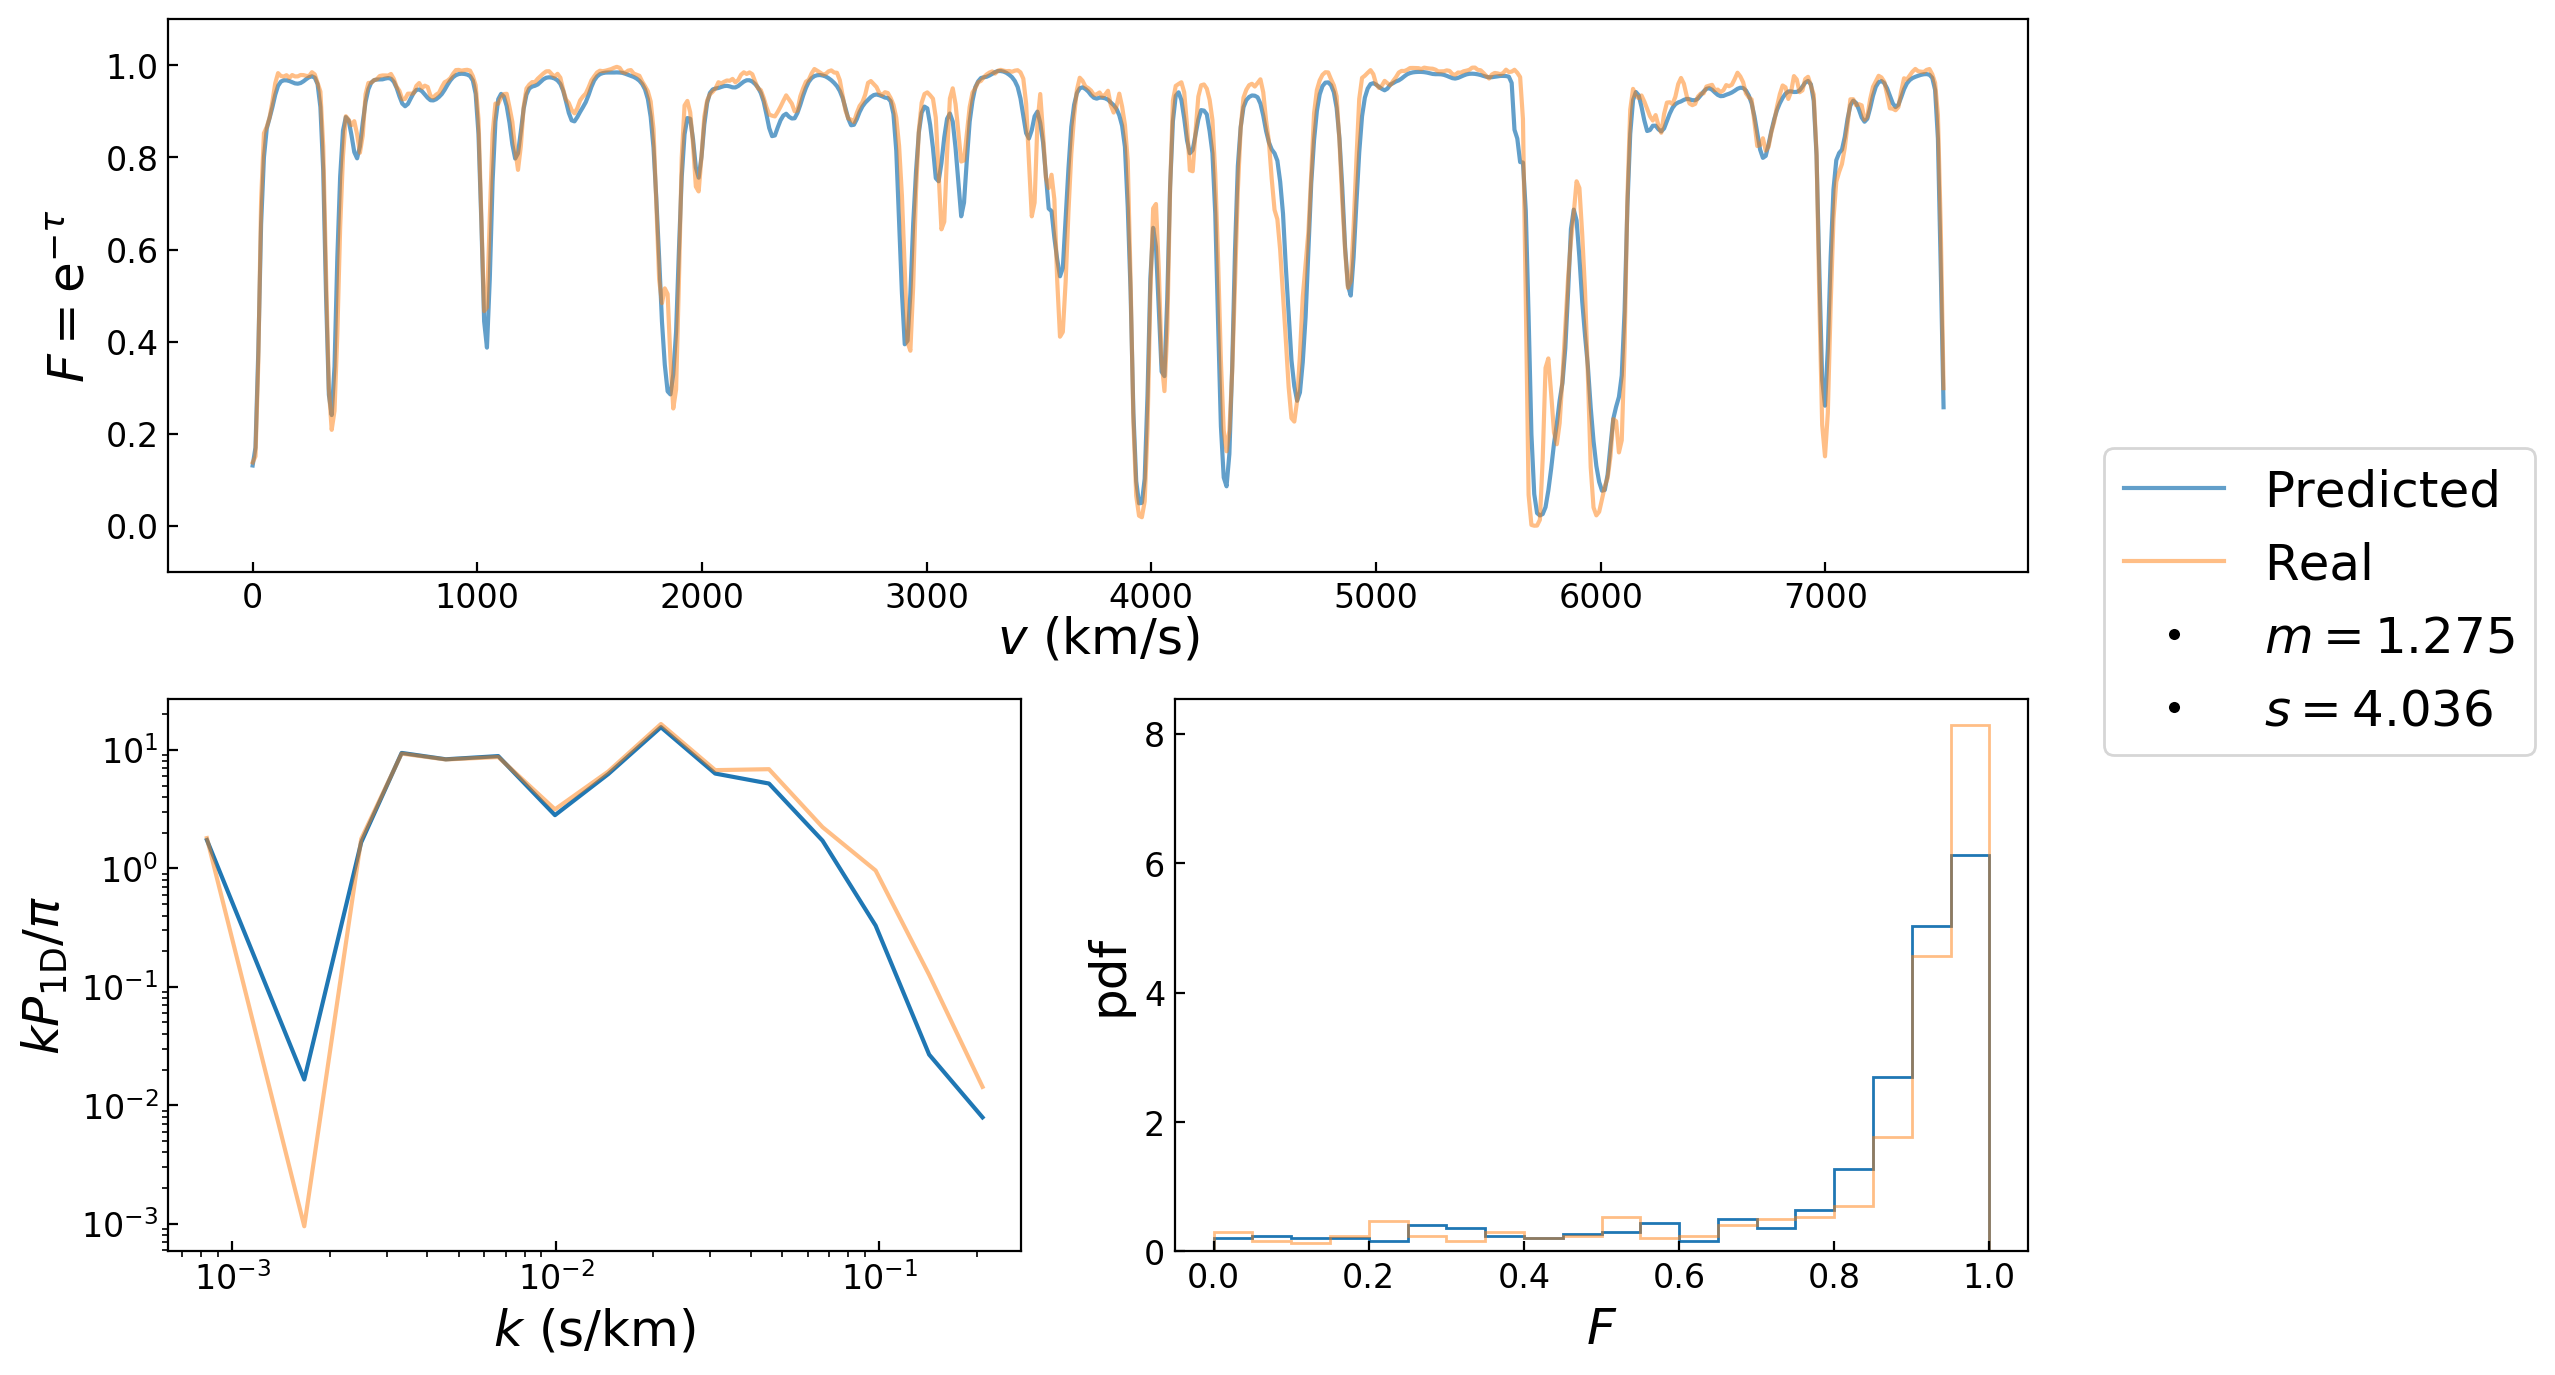 1.0
0.8
0.6
0.4
0.2
0.0
F = e^{−τ}
0 1000 2000 3000 4000 5000 6000 7000
v (km/s)
Predicted
Real
m = 1.275
s = 4.036
10^1
10^0
10^{−1}
10^{−2}
10^{−3}
kP_{1D}/π
10^{−3} 10^{−2} 10^{−1}
k (s/km)
8
6
4
2
0
pdf
0.0 0.2 0.4 0.6 0.8 1.0
F